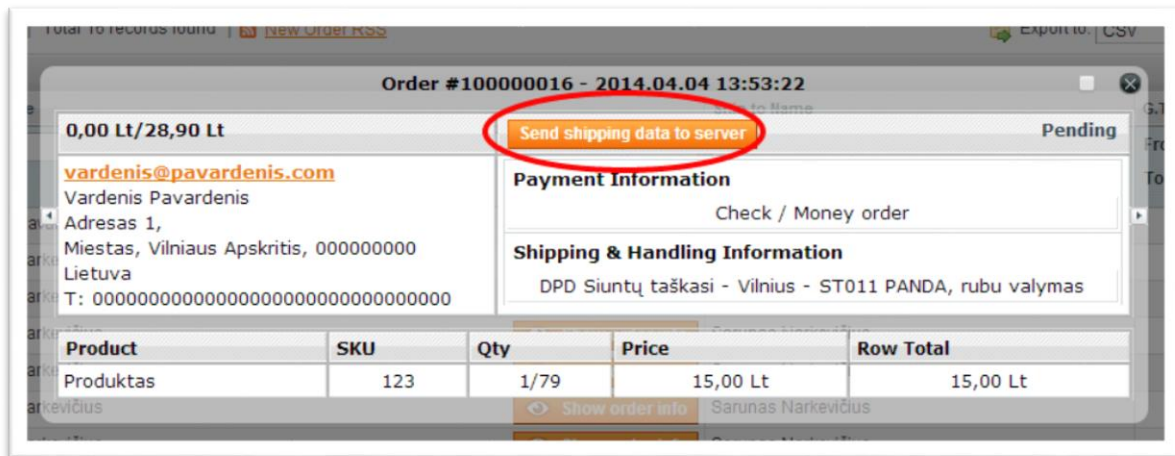 Total 16 records found | New Order RSS
Export to: CSV
Order #100000016 - 2014.04.04 13:53:22
0,00 Lt/28,90 Lt
Send shipping data to server
Pending
vardenis@pavardenis.com
Vardenis Pavardenis
Adresas 1,
Miestas, Vilniaus Apskritis, 000000000
Lietuva
T: 00000000000000000000000000000000
Payment Information
Check / Money order
Shipping & Handling Information
DPD Siuntų taškasi - Vilnius - ST011 PANDA, rubu valymas
Product SKU Qty Price Row Total
Produktas 123 1/79 15,00 Lt 15,00 Lt
Show order info
Sarunas Narkevičius